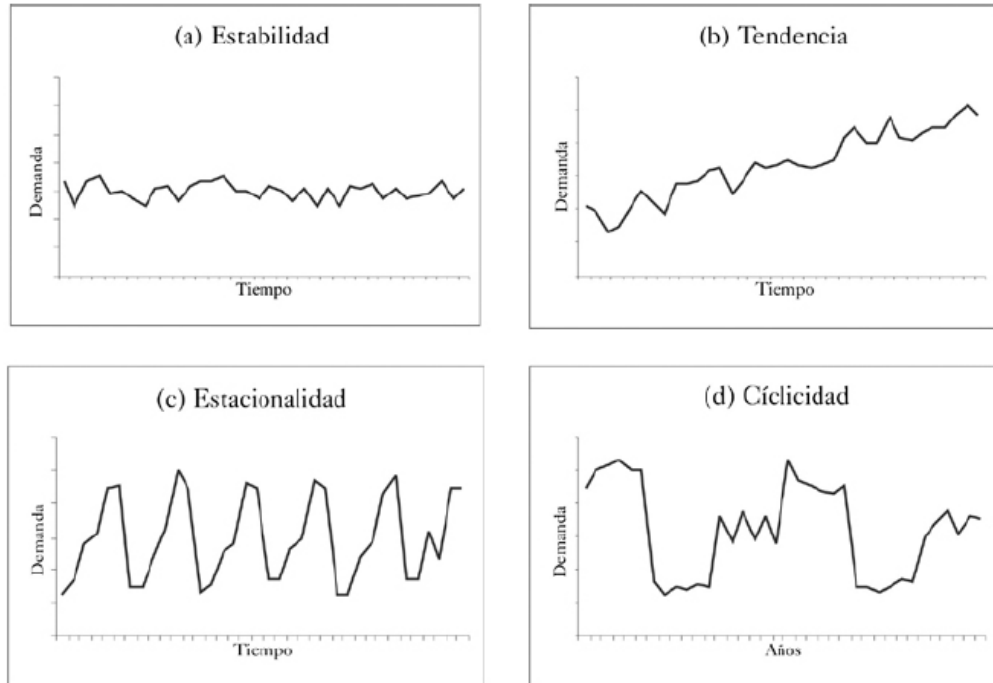 (a) Estabilidad
Demanda
Tiempo
(b) Tendencia
Demanda
Tiempo
(c) Estacionalidad
Demanda
Tiempo
(d) Cíclicidad
Demanda
Años